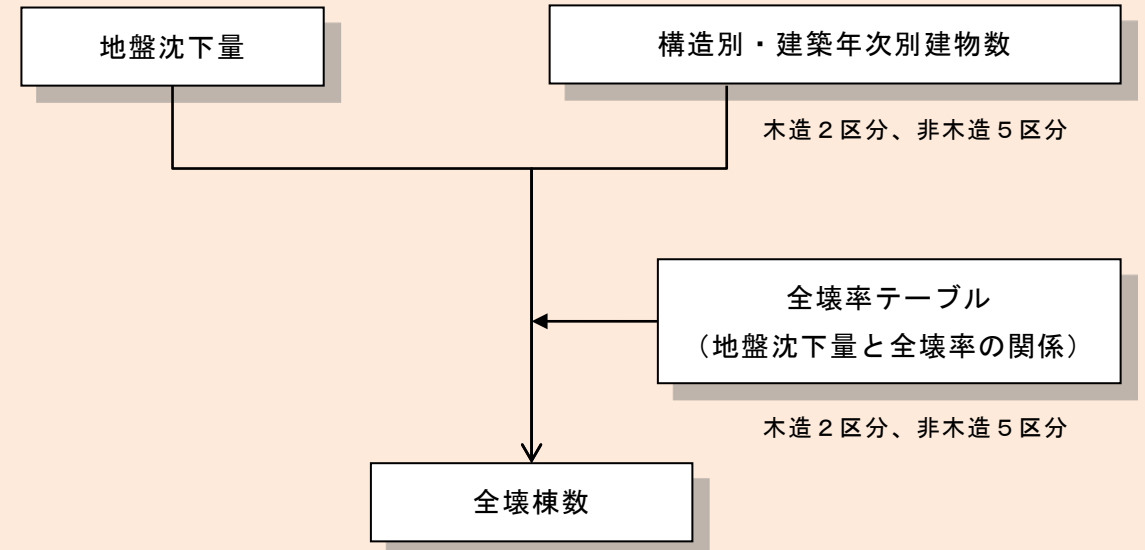 地盤沈下量
構造別・建築年次別建物数
木造２区分、非木造５区分
全壊率テーブル
（地盤沈下量と全壊率の関係）
木造２区分、非木造５区分
全壊棟数